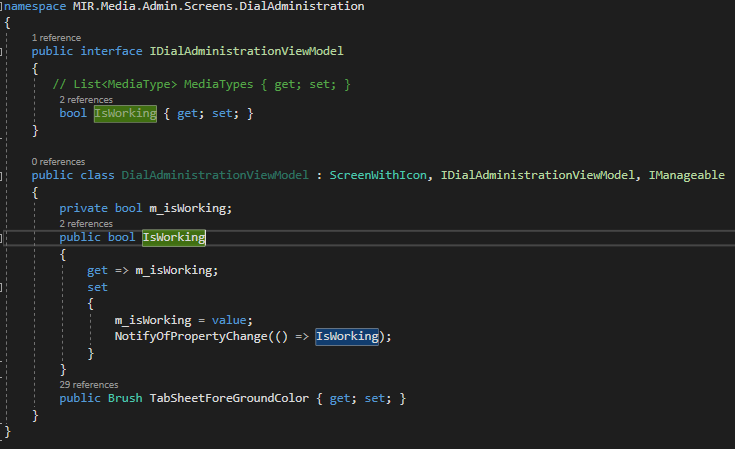 namespace MIR.Media.Admin.Screens.DialAdministration
{
1 reference
public interface IDialAdministrationViewModel
{
// List<MediaType> MediaTypes { get; set; }
2 references
bool IsWorking { get; set; }
}
0 references
public class DialAdministrationViewModel : ScreenWithIcon, IDialAdministrationViewModel, IManageable
{
private bool m_isWorking;
2 references
public bool IsWorking
{
get => m_isWorking;
set
{
m_isWorking = value;
NotifyOfPropertyChange(() => IsWorking);
}
}
29 references
public Brush TabSheetForeGroundColor { get; set; }
}
}